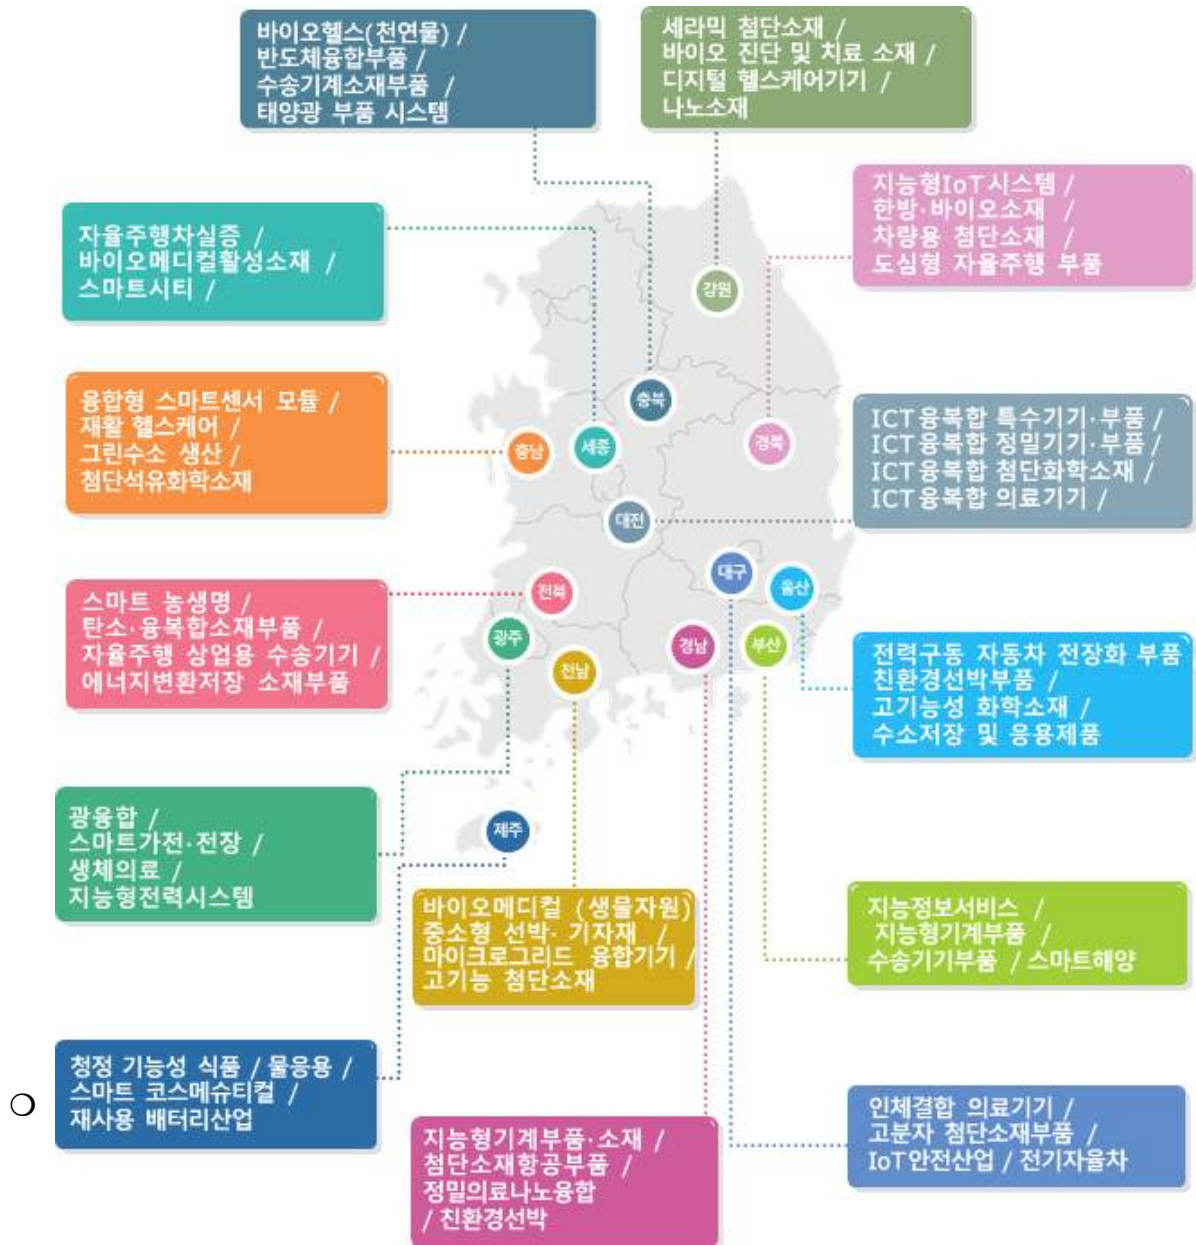 바이오헬스(천연물) /
반도체융합부품 /
수송기계소재부품 /
태양광 부품 시스템
세라믹 첨단소재 /
바이오 진단 및 치료 소재 /
디지털 헬스케어기기 /
나노소재
지능형IoT시스템 /
한방·바이오소재 /
차량용 첨단소재 /
도심형 자율주행 부품
자율주행차실증 /
바이오메디컬활성소재 /
스마트시티 /
강원
융합형 스마트센서 모듈 /
재활 헬스케어 /
그린수소 생산 /
첨단석유화학소재
충북
충남
세종
경북
ICT융복합 특수기기·부품 /
ICT융복합 정밀기기·부품 /
ICT융복합 첨단화학소재 /
ICT융복합 의료기기 /
대전
대구
울산
전북
스마트 농생명 /
탄소·융복합소재부품 /
자율주행 상업용 수송기기 /
에너지변환저장 소재부품
광주
전남
경남
부산
전력구동 자동차 전장화 부품
친환경선박부품 /
고기능성 화학소재 /
수소저장 및 응용제품
광융합 /
스마트가전·전장 /
생체의료 /
지능형전력시스템
제주
바이오메디컬 (생물자원)
중소형 선박· 기자재 /
마이크로그리드 융합기기 /
고기능 첨단소재
지능정보서비스 /
지능형기계부품 /
수송기기부품 / 스마트해양
청정 기능성 식품 / 물응용 /
스마트 코스메슈티컬 /
재사용 배터리산업
지능형기계부품·소재 /
첨단소재항공부품 /
정밀의료나노융합
/ 친환경선박
인체결합 의료기기 /
고분자 첨단소재부품 /
IoT안전산업 / 전기자율차